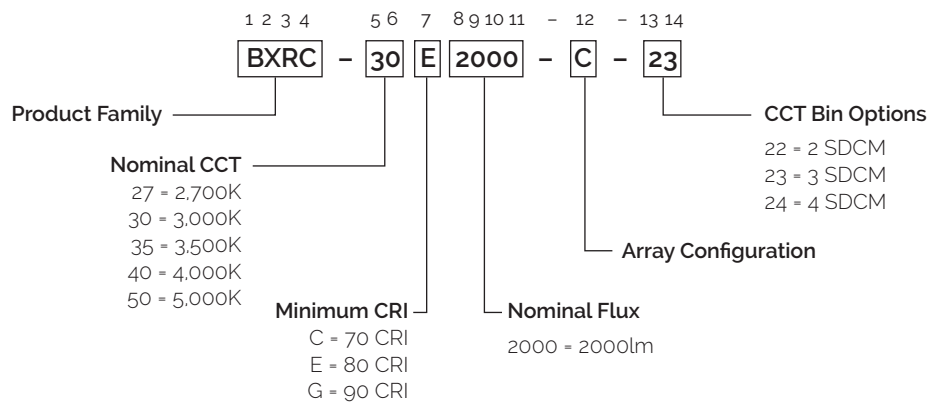 1 2 3 4 5 6 7 8 9 10 11 – 12 – 13 14
BXRC – 30 E 2000 – C – 23
Product Family
Nominal CCT
27 = 2,700K
30 = 3,000K
35 = 3,500K
40 = 4,000K
50 = 5,000K
Minimum CRI
C = 70 CRI
E = 80 CRI
G = 90 CRI
Nominal Flux
2000 = 2000lm
Array Configuration
CCT Bin Options
22 = 2 SDCM
23 = 3 SDCM
24 = 4 SDCM